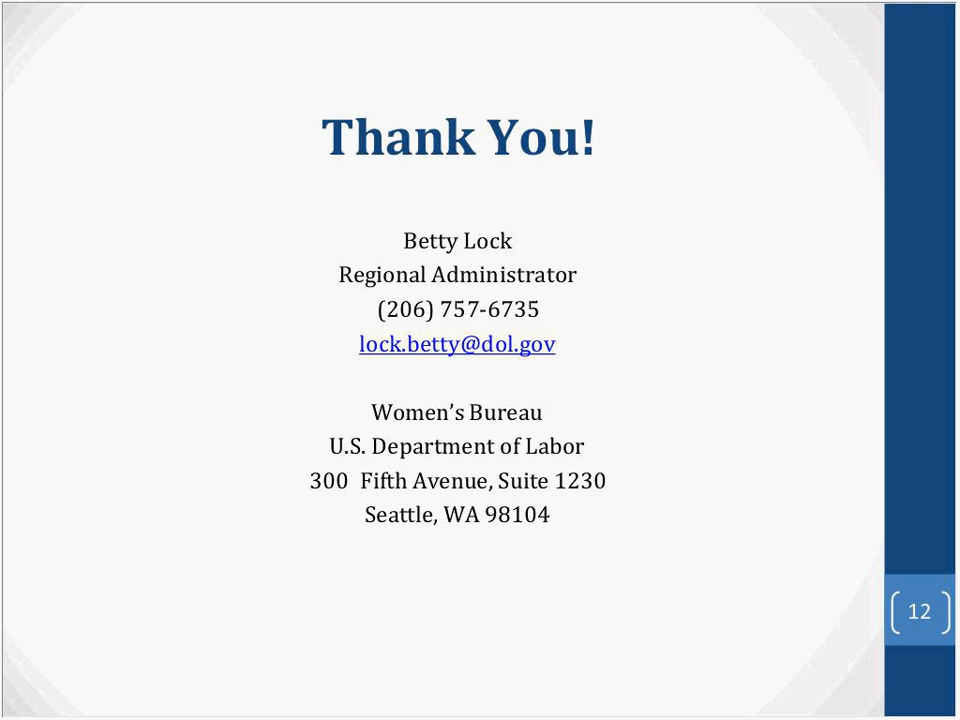 Thank You!
Betty Lock
Regional Administrator
(206) 757-6735
lock.betty@dol.gov
Women’s Bureau
U.S. Department of Labor
300  Fifth Avenue, Suite 1230
Seattle, WA 98104
12